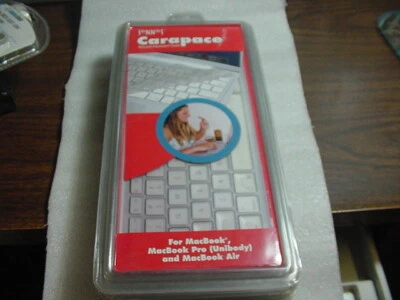 Carapace
For MacBook®,
MacBook Pro (Unibody)
and MacBook Air